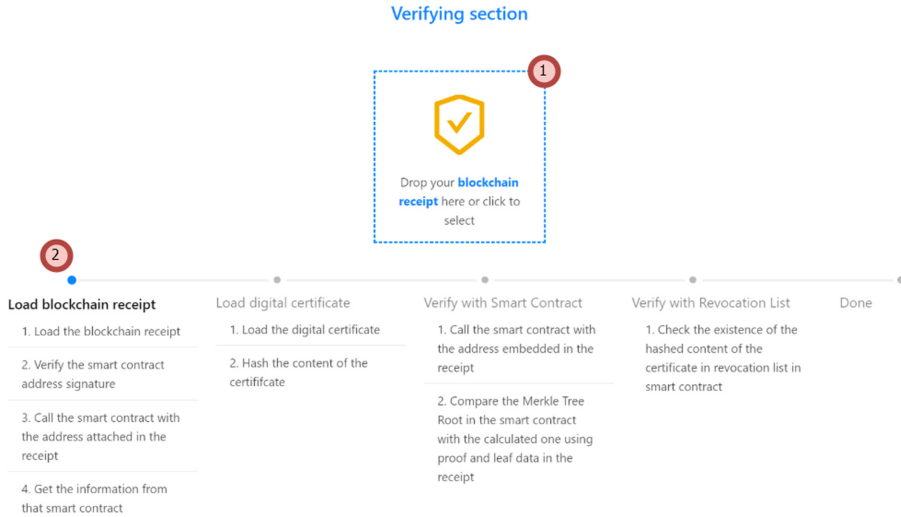 Verifying section
1
Drop your blockchain
receipt here or click to
select
2
Load blockchain receipt
1. Load the blockchain receipt
2. Verify the smart contract
address signature
3. Call the smart contract with
the address attached in the
receipt
4. Get the information from
that smart contract
Load digital certificate
1. Load the digital certificate
2. Hash the content of the
certififcate
Verify with Smart Contract
1. Call the smart contract with
the address embedded in the
receipt
2. Compare the Merkle Tree
Root in the smart contract
with the calculated one using
proof and leaf data in the
receipt
Verify with Revocation List
1. Check the existence of the
hashed content of the
certificate in revocation list in
smart contract
Done